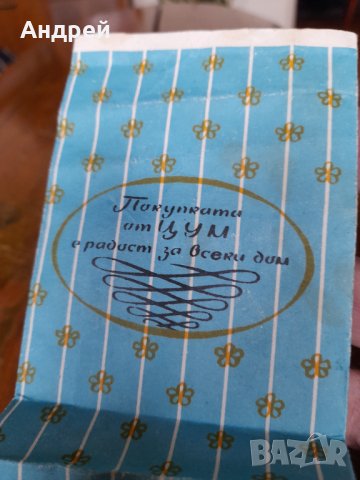 Андрей
Покупката
от ЦУМ
е радост за всеки дом
BAZAR